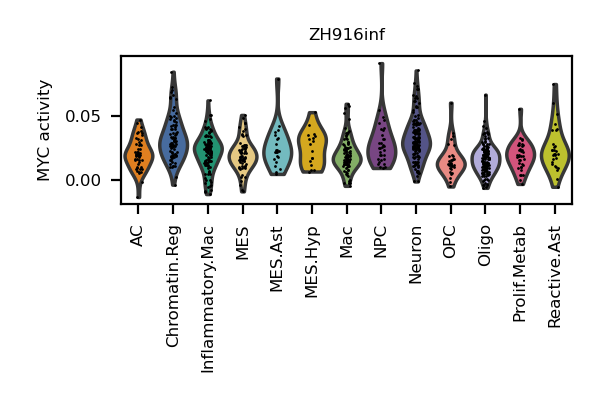 ZH916inf
MYC activity
0.05
0.00
AC
Chromatin.Reg
Inflammatory.Mac
MES
MES.Ast
MES.Hyp
Mac
NPC
Neuron
OPC
Oligo
Prolif.Metab
Reactive.Ast